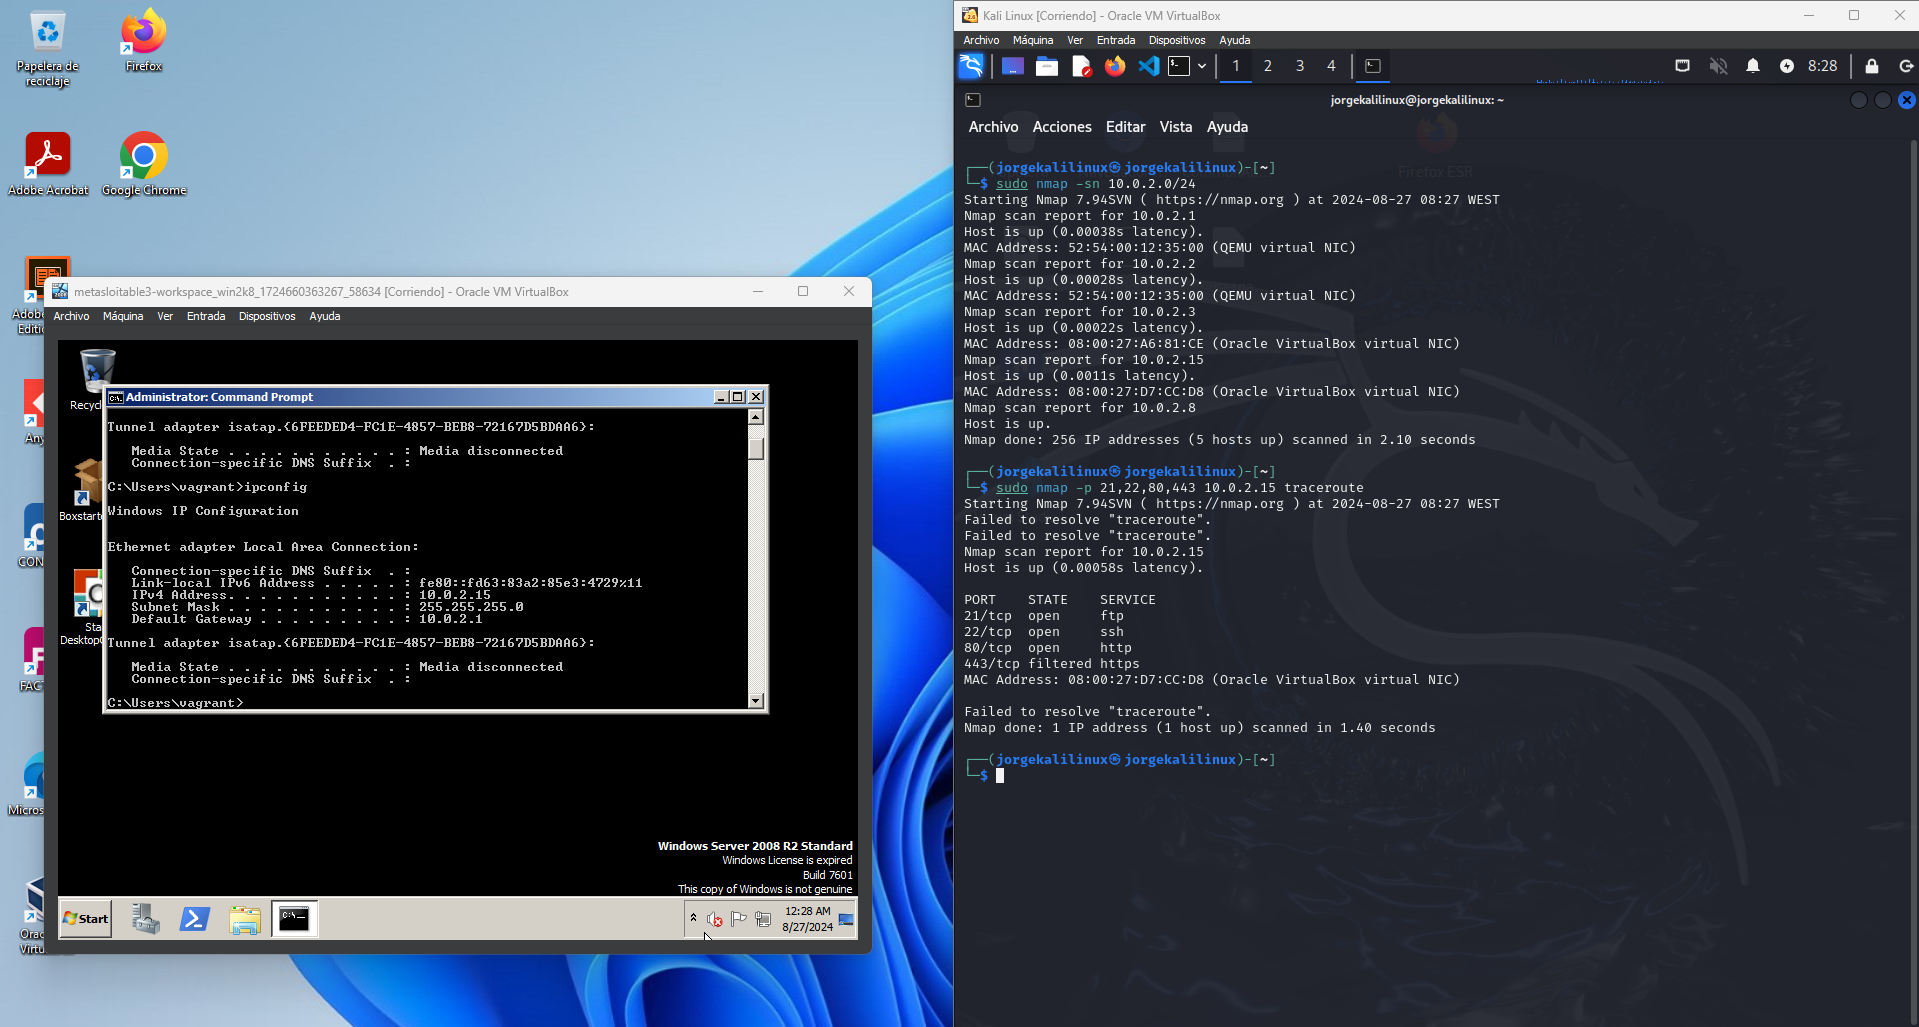 Papelera de
reciclaje
Firefox
Adobe Acrobat
Google Chrome
Adobe
Editi
Any
CON
FAC
Micros
Orac
Virtu
metasloitable3-workspace_win2k8_1724660363267_58634 [Corriendo] - Oracle VM VirtualBox
Archivo Máquina Ver Entrada Dispositivos Ayuda
Recyc
Boxstart
Sta
Desktop
Administrator: Command Prompt
Tunnel adapter isatap.{6FEEDED4-FC1E-4857-BEB8-72167D5BDAA6}:
Media State . . . . . . . . . . . : Media disconnected
Connection-specific DNS Suffix . :
C:\Users\vagrant>ipconfig
Windows IP Configuration
Ethernet adapter Local Area Connection:
Connection-specific DNS Suffix . :
Link-local IPv6 Address . . . . . : fe80::fd63:83a2:85e3:4729%11
IPv4 Address. . . . . . . . . . . : 10.0.2.15
Subnet Mask . . . . . . . . . . . : 255.255.255.0
Default Gateway . . . . . . . . . : 10.0.2.1
Tunnel adapter isatap.{6FEEDED4-FC1E-4857-BEB8-72167D5BDAA6}:
Media State . . . . . . . . . . . : Media disconnected
Connection-specific DNS Suffix . :
C:\Users\vagrant>
Windows Server 2008 R2 Standard
Windows License is expired
Build 7601
This copy of Windows is not genuine
Start
12:28 AM
8/27/2024
Kali Linux [Corriendo] - Oracle VM VirtualBox
Archivo Máquina Ver Entrada Dispositivos Ayuda
1 2 3 4
8:28
jorgekalilinux@jorgekalilinux: ~
Archivo Acciones Editar Vista Ayuda
Firefox ESR
┌──(jorgekalilinux㉿jorgekalilinux)-[~]
└─$ sudo nmap -sn 10.0.2.0/24
Starting Nmap 7.94SVN ( https://nmap.org ) at 2024-08-27 08:27 WEST
Nmap scan report for 10.0.2.1
Host is up (0.00038s latency).
MAC Address: 52:54:00:12:35:00 (QEMU virtual NIC)
Nmap scan report for 10.0.2.2
Host is up (0.00028s latency).
MAC Address: 52:54:00:12:35:00 (QEMU virtual NIC)
Nmap scan report for 10.0.2.3
Host is up (0.00022s latency).
MAC Address: 08:00:27:A6:81:CE (Oracle VirtualBox virtual NIC)
Nmap scan report for 10.0.2.15
Host is up (0.0011s latency).
MAC Address: 08:00:27:D7:CC:D8 (Oracle VirtualBox virtual NIC)
Nmap scan report for 10.0.2.8
Host is up.
Nmap done: 256 IP addresses (5 hosts up) scanned in 2.10 seconds
┌──(jorgekalilinux㉿jorgekalilinux)-[~]
└─$ sudo nmap -p 21,22,80,443 10.0.2.15 traceroute
Starting Nmap 7.94SVN ( https://nmap.org ) at 2024-08-27 08:27 WEST
Failed to resolve "traceroute".
Failed to resolve "traceroute".
Nmap scan report for 10.0.2.15
Host is up (0.00058s latency).
PORT STATE SERVICE
21/tcp open ftp
22/tcp open ssh
80/tcp open http
443/tcp filtered https
MAC Address: 08:00:27:D7:CC:D8 (Oracle VirtualBox virtual NIC)
Failed to resolve "traceroute".
Nmap done: 1 IP address (1 host up) scanned in 1.40 seconds
┌──(jorgekalilinux㉿jorgekalilinux)-[~]
└─$